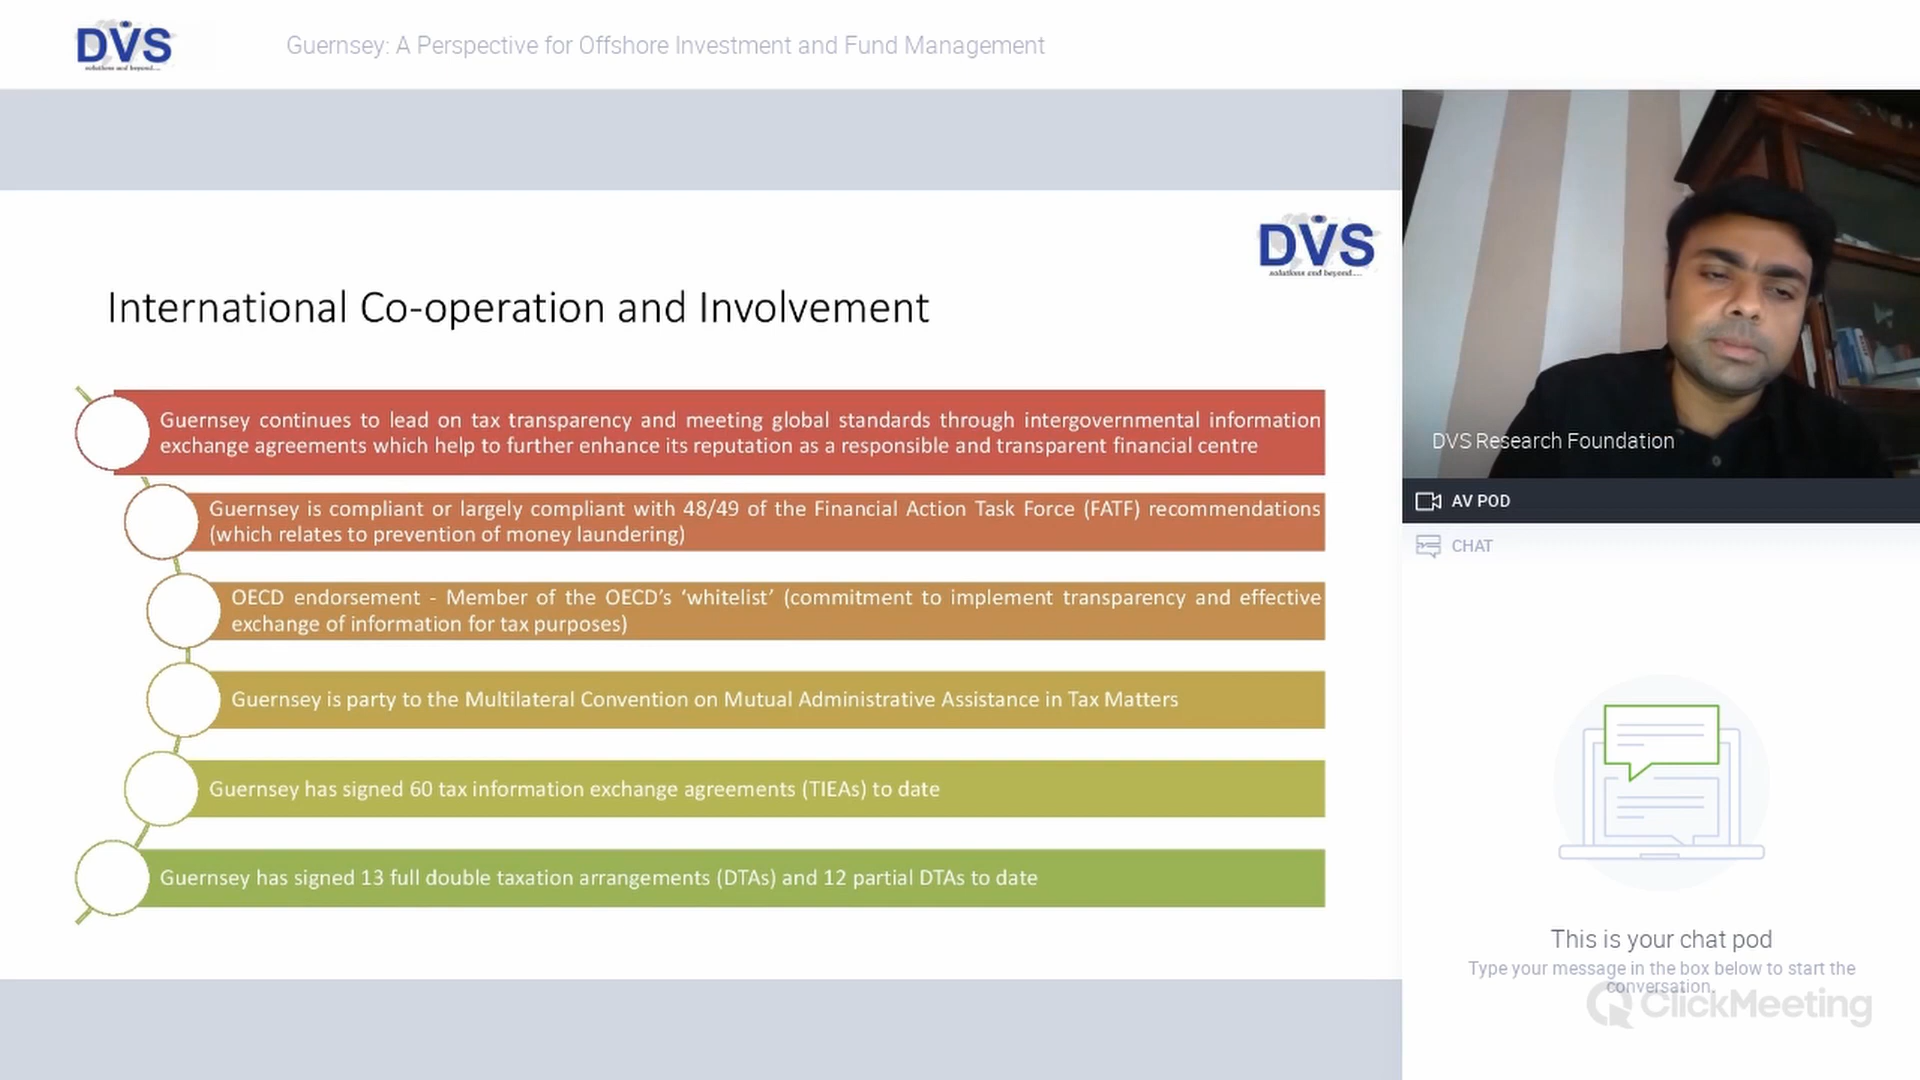 DVS
solutions and beyond....
Guernsey: A Perspective for Offshore Investment and Fund Management
DVS
solutions and beyond....
International Co-operation and Involvement
Guernsey continues to lead on tax transparency and meeting global standards through intergovernmental information
exchange agreements which help to further enhance its reputation as a responsible and transparent financial centre
Guernsey is compliant or largely compliant with 48/49 of the Financial Action Task Force (FATF) recommendations
(which relates to prevention of money laundering)
OECD endorsement - Member of the OECD’s ‘whitelist’ (commitment to implement transparency and effective
exchange of information for tax purposes)
Guernsey is party to the Multilateral Convention on Mutual Administrative Assistance in Tax Matters
Guernsey has signed 60 tax information exchange agreements (TIEAs) to date
Guernsey has signed 13 full double taxation arrangements (DTAs) and 12 partial DTAs to date
DVS Research Foundation
AV POD
CHAT
This is your chat pod
Type your message in the box below to start the
conversation.
ClickMeeting